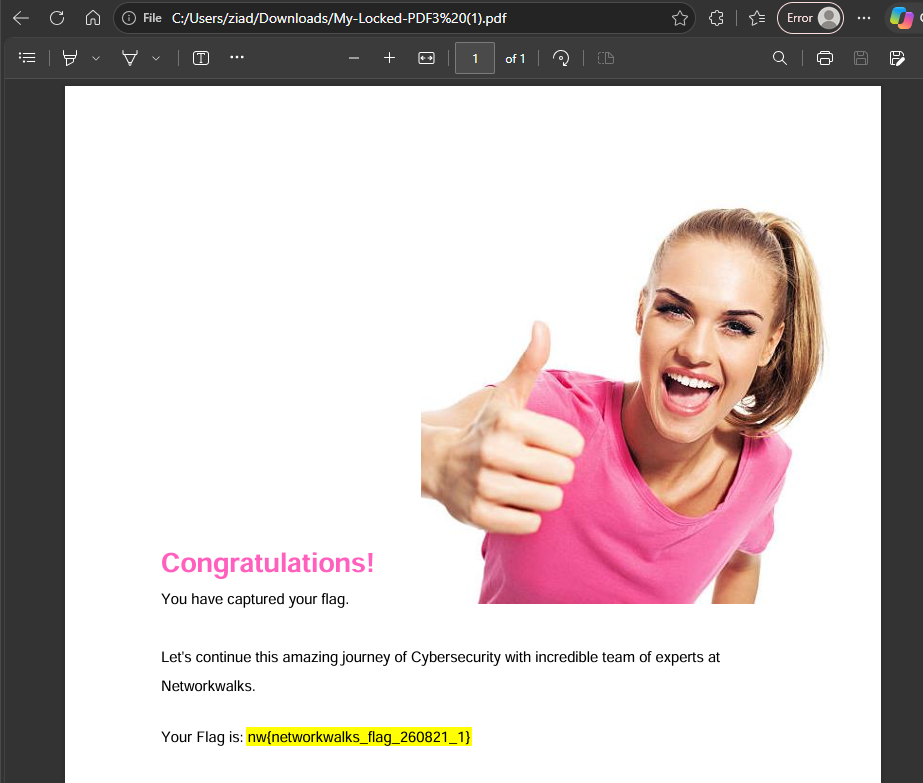 File C:/Users/ziad/Downloads/My-Locked-PDF3%20(1).pdf Error
1 of 1
Congratulations!
You have captured your flag.
Let's continue this amazing journey of Cybersecurity with incredible team of experts at
Networkwalks.
Your Flag is: nw{networkwalks_flag_260821_1}